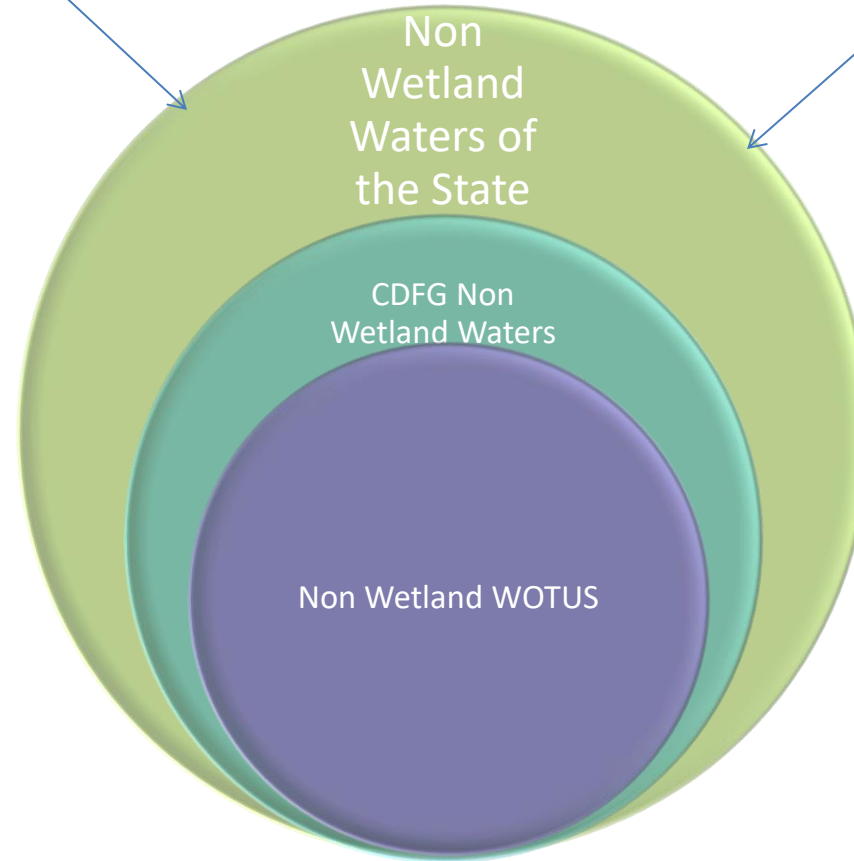 Non
Wetland
Waters of
the State
CDFG Non
Wetland Waters
Non Wetland WOTUS